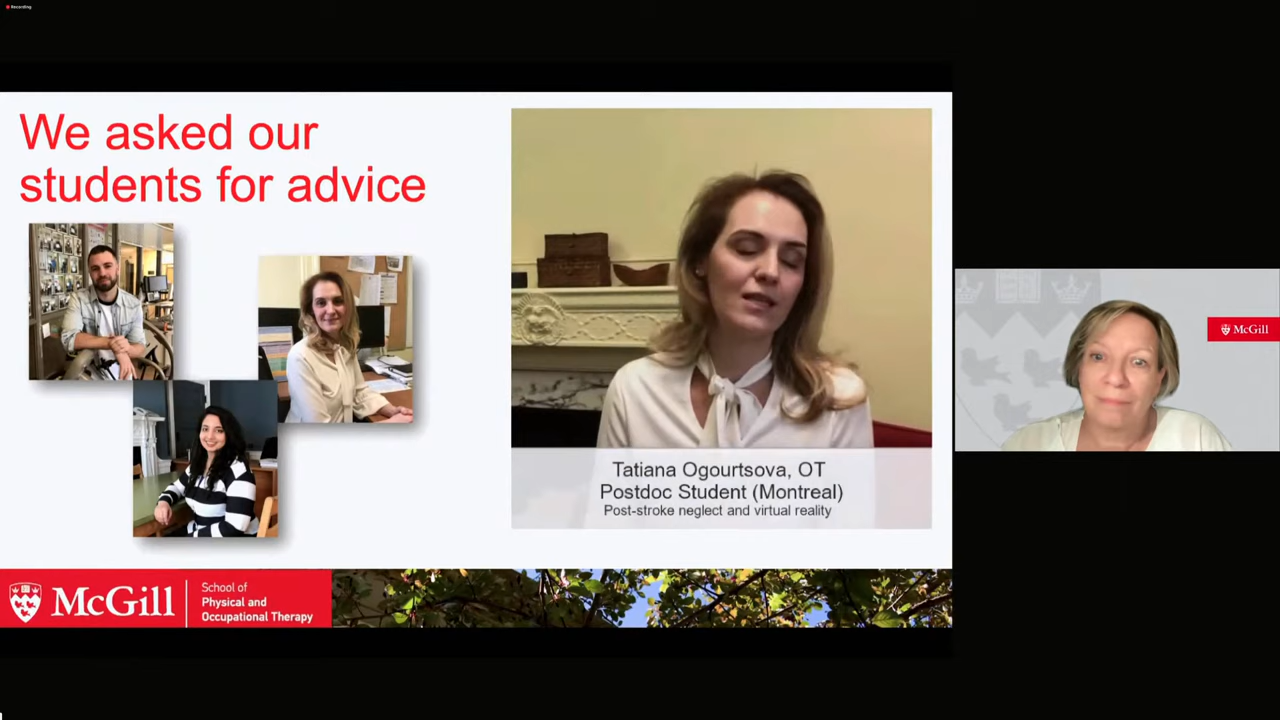 Recording
We asked our
students for advice
Tatiana Ogourtsova, OT
Postdoc Student (Montreal)
Post-stroke neglect and virtual reality
McGill
McGill
School of
Physical and
Occupational Therapy